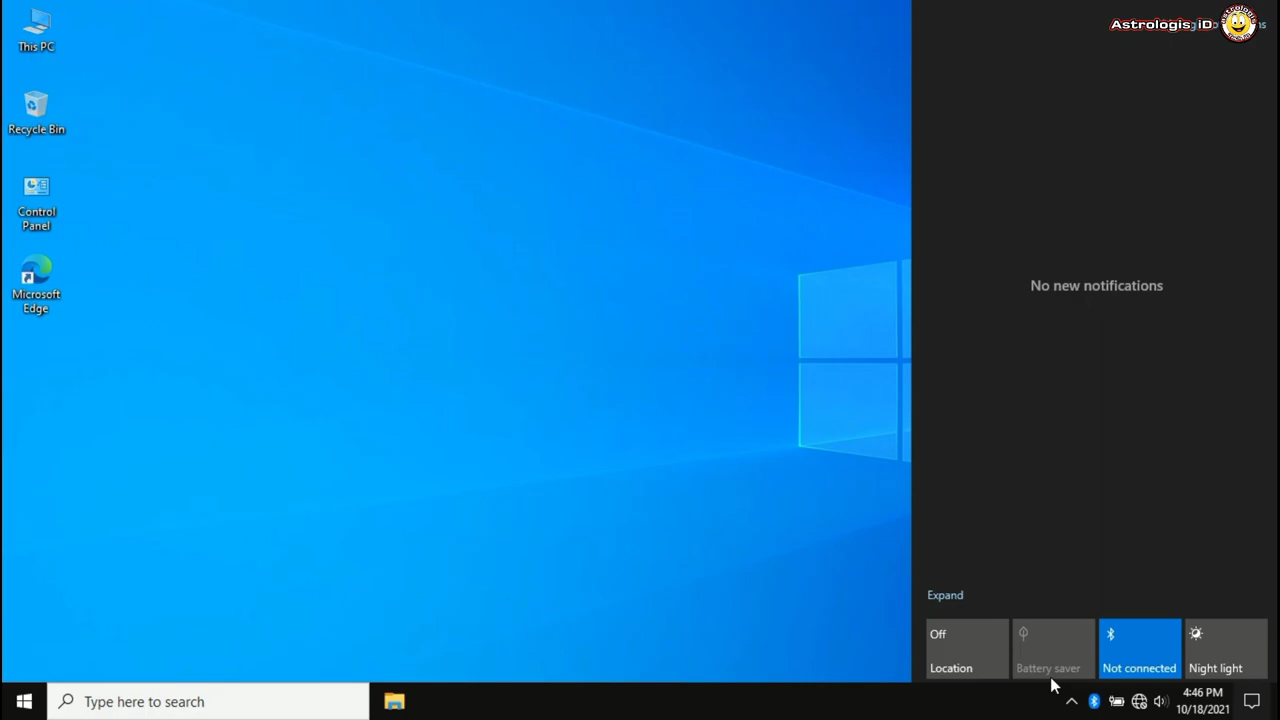 This PC
Recycle Bin
Control
Panel
Microsoft
Edge
Astrologis iD
No new notifications
Expand
Off
Location
Battery saver
Not connected
Night light
Type here to search
4:46 PM
10/18/2021